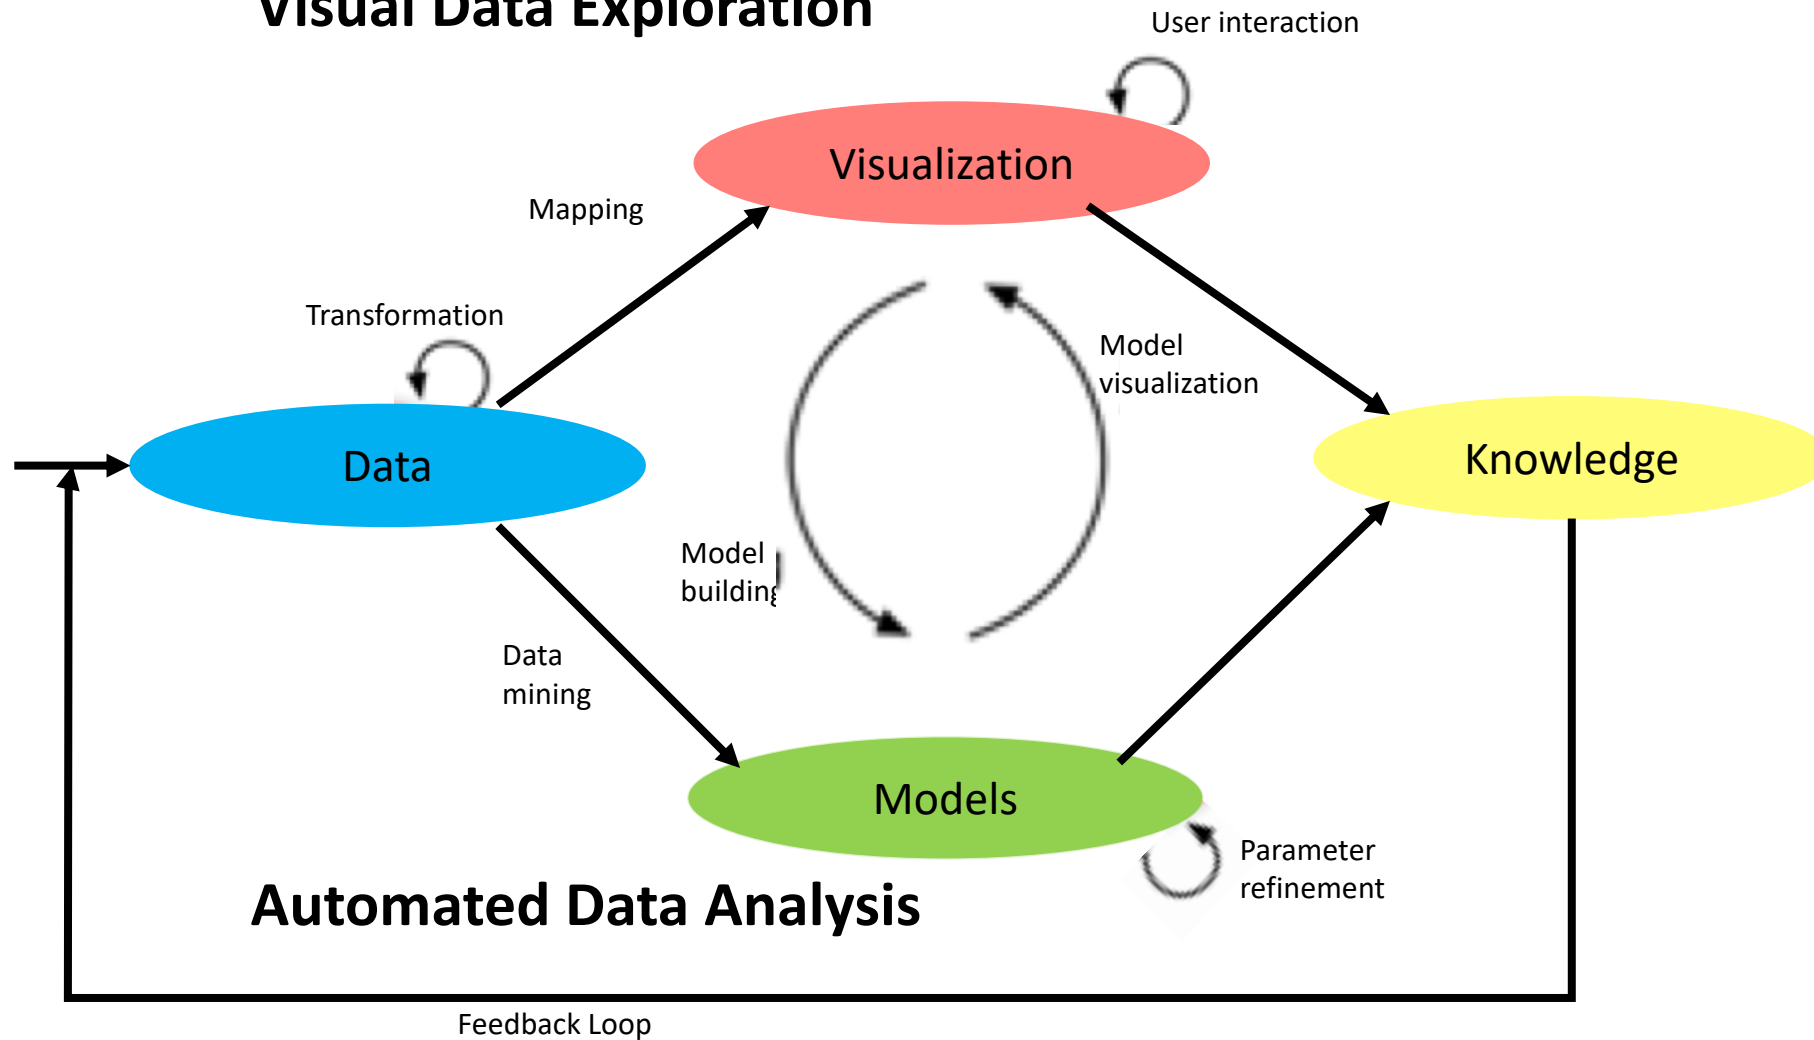 Visual Data Exploration
User interaction
Visualization
Mapping
Transformation
Model
visualization
Data
Knowledge
Model
building
Data
mining
Models
Parameter
refinement
Automated Data Analysis
Feedback Loop